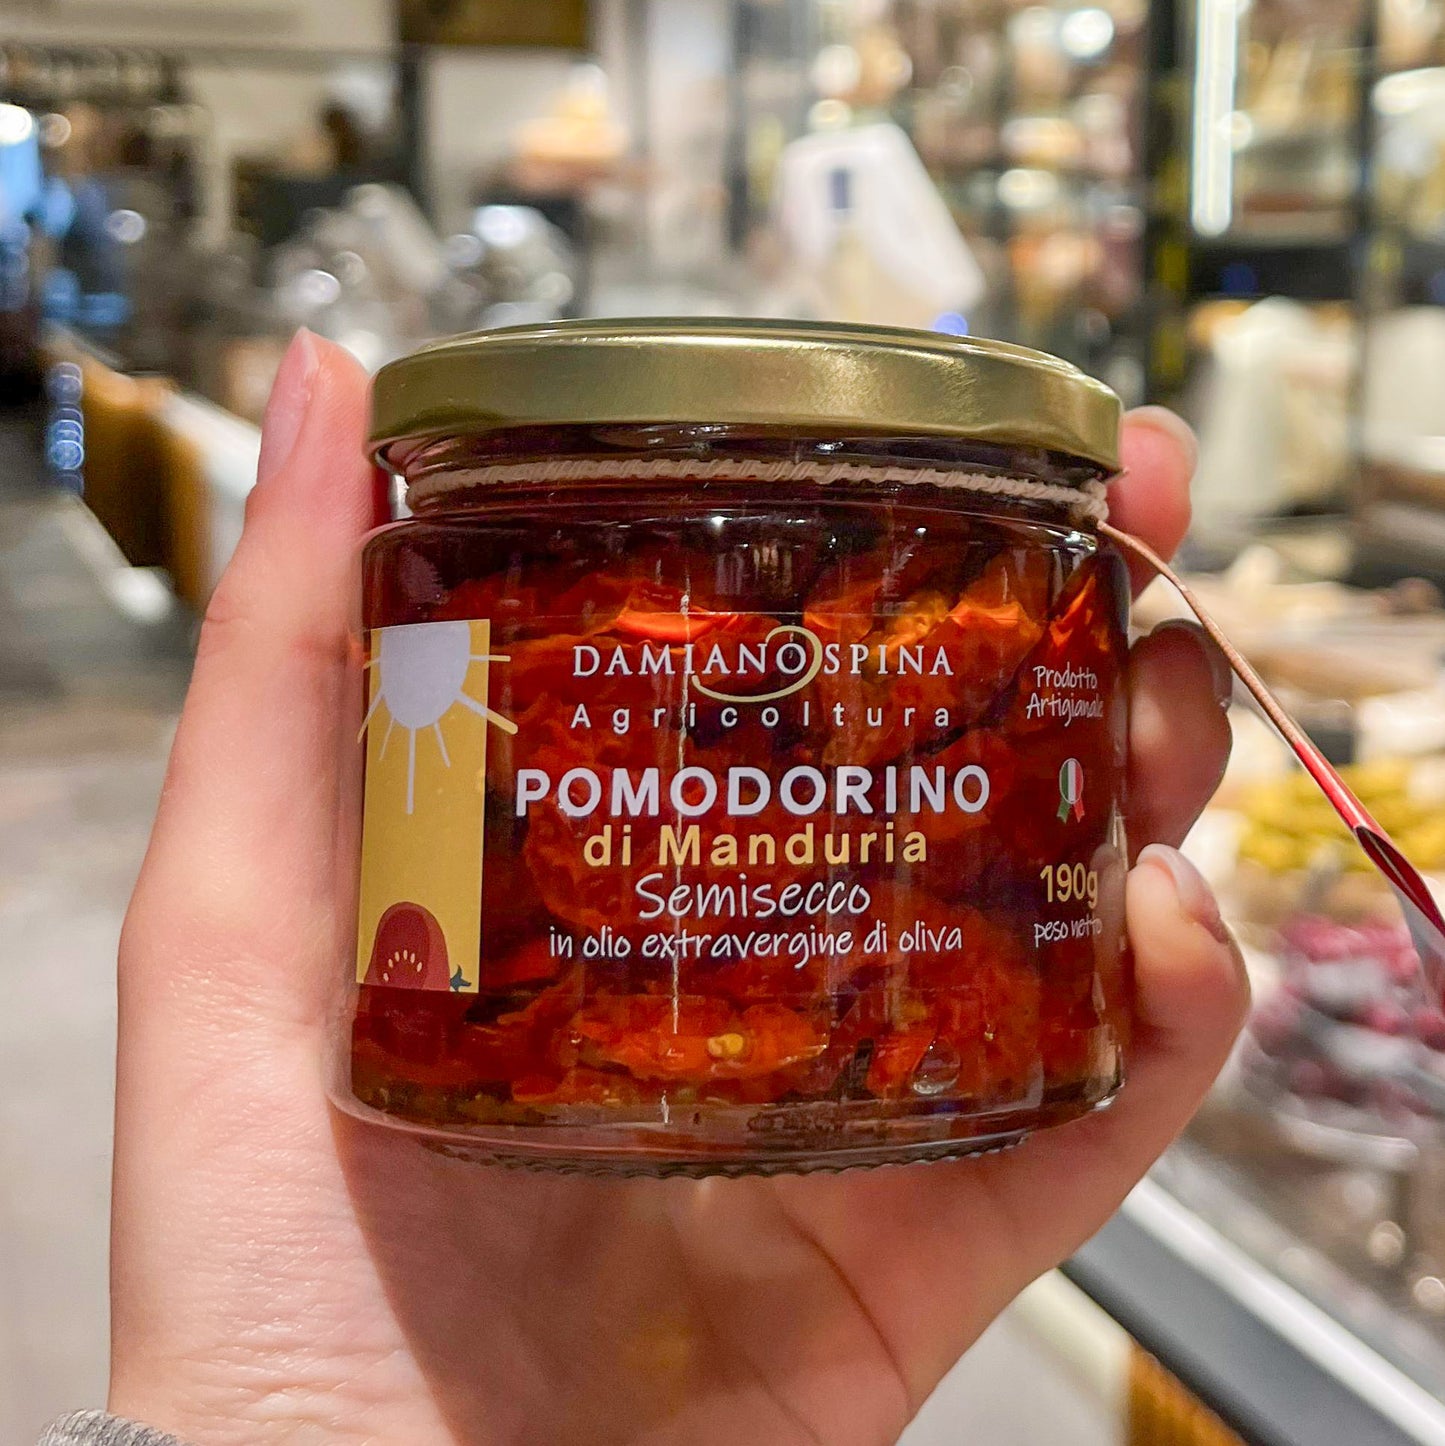 DAMIANO SPINA
Agricoltura
POMODORINO
di Manduria
Semisecco
in olio extravergine di oliva
Prodotto
Artigianale
190g
peso netto